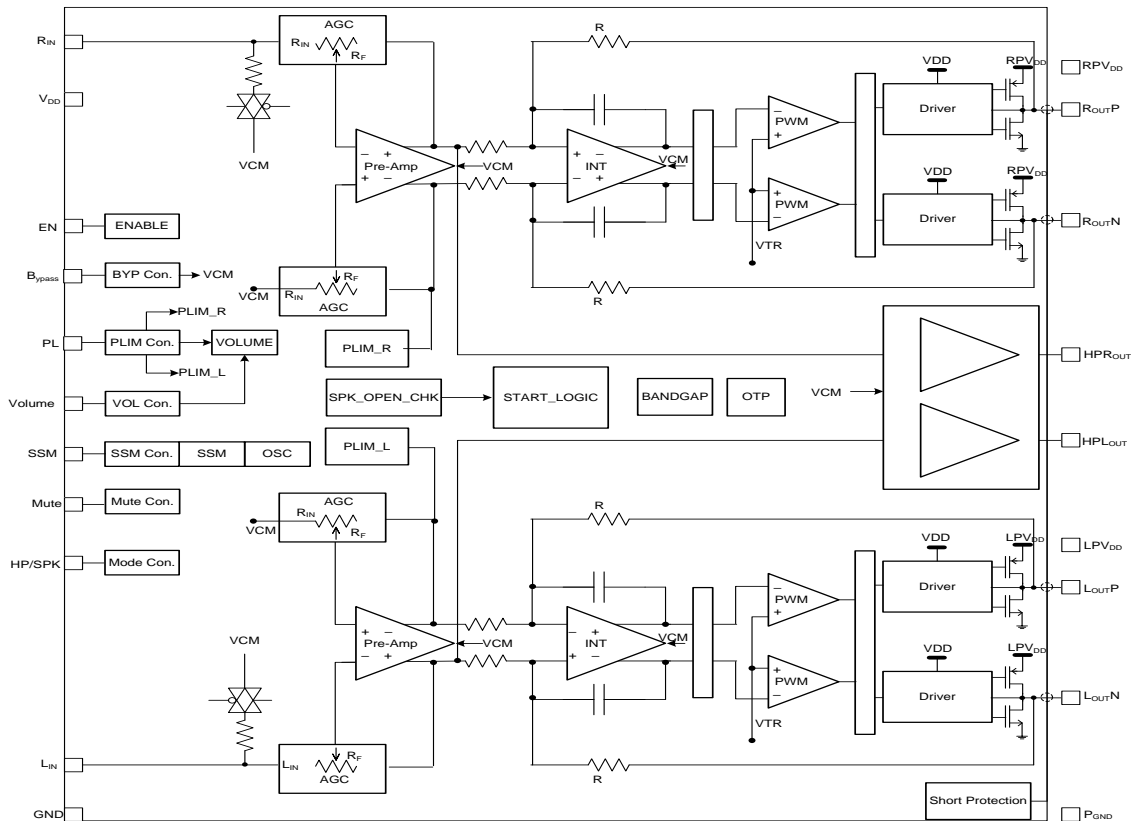 AGC
R
RIN
RIN
RF
VDD
RPVDD
RPVDD
Driver
ROUTP
VDD
PWM
VCM
VCM
VCM
Pre-Amp
INT
VDD
RPVDD
EN
ENABLE
PWM
Driver
ROUTN
VTR
Bypass
BYP Con.
VCM
VCM
RIN
RF
AGC
R
PLIM_R
PL
PLIM Con.
VOLUME
PLIM_R
HPROUT
PLIM_L
Volume
VOL Con.
SPK_OPEN_CHK
START_LOGIC
BANDGAP
OTP
VCM
SSM
SSM Con.
SSM
OSC
PLIM_L
HPLOUT
Mute
Mute Con.
AGC
RIN
RF
VCM
R
HP/SPK
Mode Con.
VDD
LPVDD
LPVDD
Driver
LOUTP
PWM
VCM
Pre-Amp
VCM
INT
VCM
VDD
LPVDD
PWM
Driver
LOUTN
VTR
LIN
LIN
RF
AGC
R
Short Protection
GND
PGND